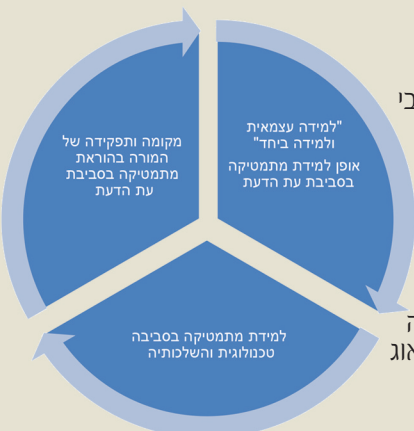 "למידה עצמאית
ולמידה ביחד"
אופן למידת מתמטיקה
בסביבת עת הדעת
למידת מתמטיקה בסביבה
טכנולוגית והשלכותיה
מקומה ותפקידה של
המורה בהוראת
מתמטיקה בסביבת
עת הדעת